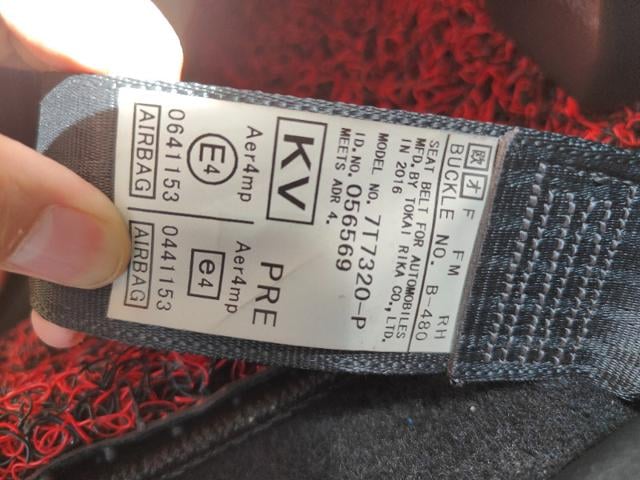 欧 オ F FM RH
BUCKLE NO. B-480
SEAT BELT FOR AUTOMOBILES
MFD. BY TOKAI RIKA CO., LTD.
IN 2016
MODEL NO. 7T7320-P
ID. NO. 056569
MEETS ADR 4.
KV PRE
Aer4mp Aer4mp
E4 e4
0641153 0441153
AIRBAG AIRBAG